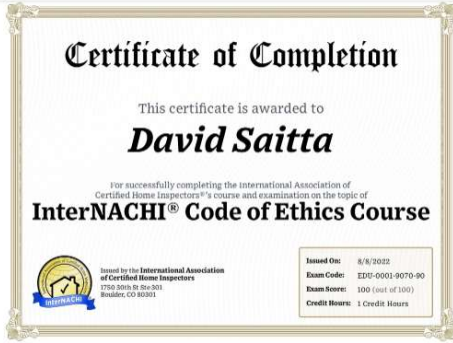 Certificate of Completion
This certificate is awarded to
David Saitta
For successfully completing the International Association of
Certified Home Inspectors®'s course and examination on the topic of
InterNACHI® Code of Ethics Course
InterNACHI
Issued by the International Association
of Certified Home Inspectors
1750 30th St Ste 301
Boulder, CO 80301
Issued On: 8/8/2022
Exam Code: EDU-0001-9070-90
Exam Score: 100 (out of 100)
Credit Hours: 1 Credit Hours